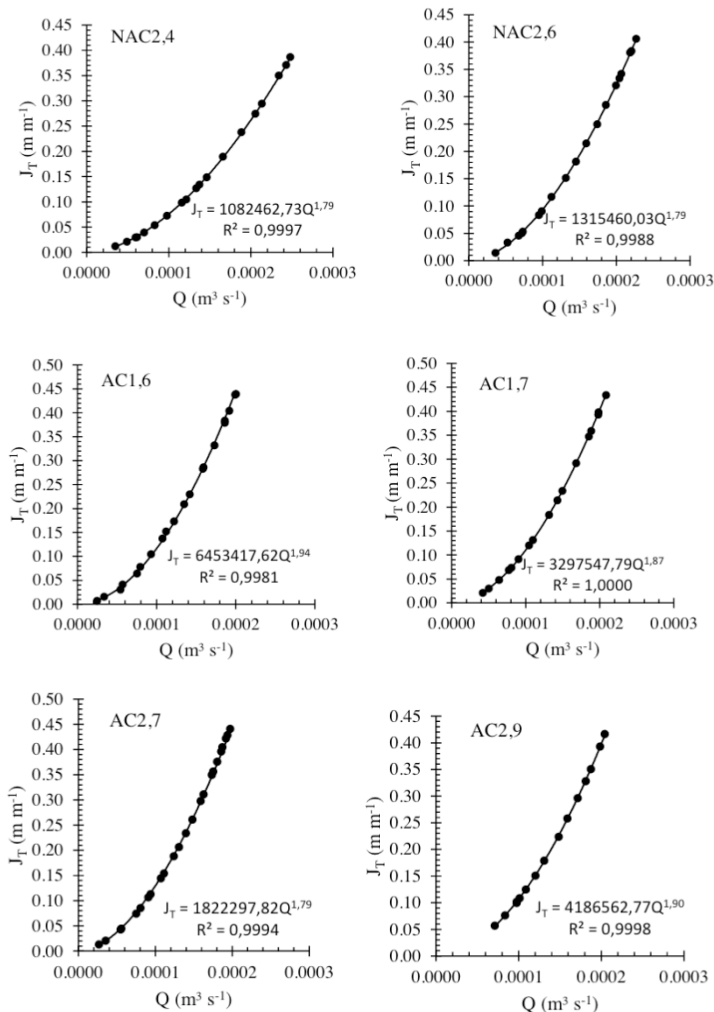 NAC2,4
0.45
0.40
0.35
0.30
0.25
0.20
0.15
0.10
0.05
0.00
J_T (m m⁻¹)
J_T = 1082462,73Q^1,79
R² = 0,9997
0.0000 0.0001 0.0002 0.0003
Q (m³ s⁻¹)
NAC2,6
0.45
0.40
0.35
0.30
0.25
0.20
0.15
0.10
0.05
0.00
J_T (m m⁻¹)
J_T = 1315460,03Q^1,79
R² = 0,9988
0.0000 0.0001 0.0002 0.0003
Q (m³ s⁻¹)
AC1,6
0.50
0.45
0.40
0.35
0.30
0.25
0.20
0.15
0.10
0.05
0.00
J_T (m m⁻¹)
J_T = 6453417,62Q^1,94
R² = 0,9981
0.0000 0.0001 0.0002 0.0003
Q (m³ s⁻¹)
AC1,7
0.50
0.45
0.40
0.35
0.30
0.25
0.20
0.15
0.10
0.05
0.00
J_T (m m⁻¹)
J_T = 3297547,79Q^1,87
R² = 1,0000
0.0000 0.0001 0.0002 0.0003
Q (m³ s⁻¹)
AC2,7
0.50
0.45
0.40
0.35
0.30
0.25
0.20
0.15
0.10
0.05
0.00
J_T (m m⁻¹)
J_T = 1822297,82Q^1,79
R² = 0,9994
0.0000 0.0001 0.0002 0.0003
Q (m³ s⁻¹)
AC2,9
0.45
0.40
0.35
0.30
0.25
0.20
0.15
0.10
0.05
0.00
J_T (m m⁻¹)
J_T = 4186562,77Q^1,90
R² = 0,9998
0.0000 0.0001 0.0002 0.0003
Q (m³ s⁻¹)